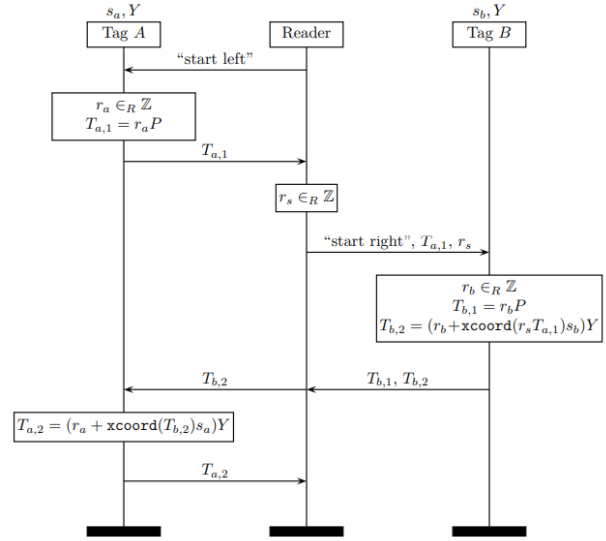 s_a, Y
s_b, Y
Tag A
Reader
Tag B
“start left”
r_a ∈_R ℤ
T_{a,1} = r_a P
T_{a,1}
r_s ∈_R ℤ
“start right”, T_{a,1}, r_s
r_b ∈_R ℤ
T_{b,1} = r_b P
T_{b,2} = (r_b+xcoord(r_s T_{a,1})s_b)Y
T_{b,2}
T_{b,1}, T_{b,2}
T_{a,2} = (r_a + xcoord(T_{b,2})s_a)Y
T_{a,2}